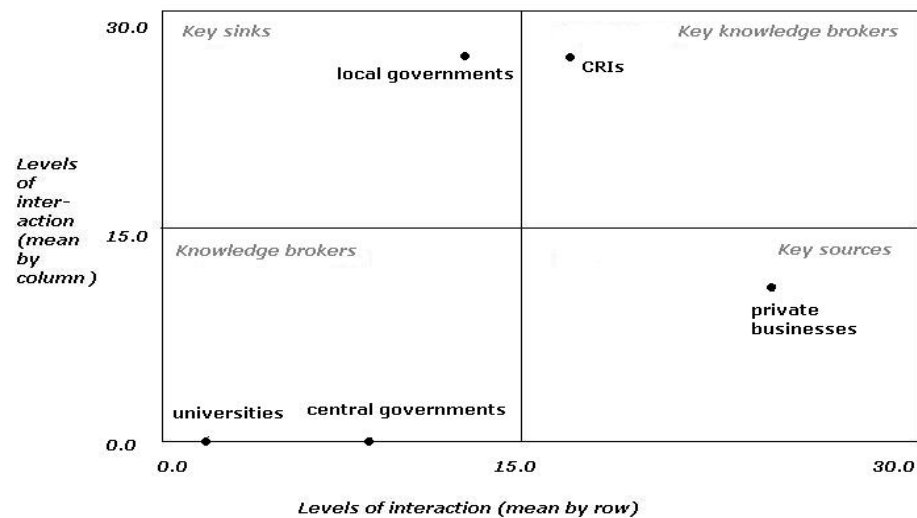 30.0
Key sinks
Key knowledge brokers
local governments
CRIs
Levels
of
inter-
action
(mean
by
column )
15.0
Knowledge brokers
Key sources
private
businesses
universities
central governments
0.0
0.0
15.0
30.0
Levels of interaction (mean by row)